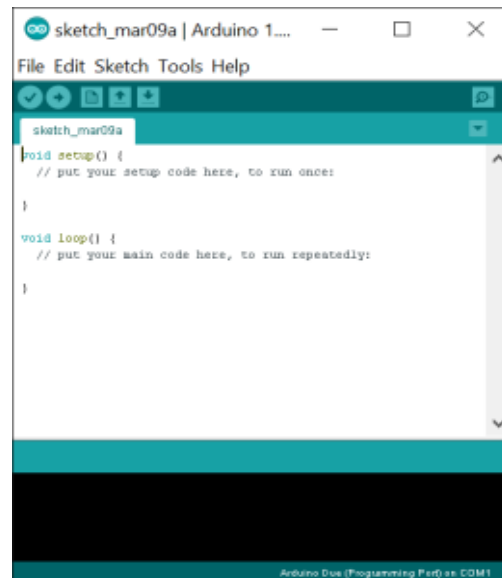 sketch_mar09a | Arduino 1....
File Edit Sketch Tools Help
sketch_mar09a
void setup() {
  // put your setup code here, to run once:
}
void loop() {
  // put your main code here, to run repeatedly:
}
Arduino Due (Programming Port) on COM1